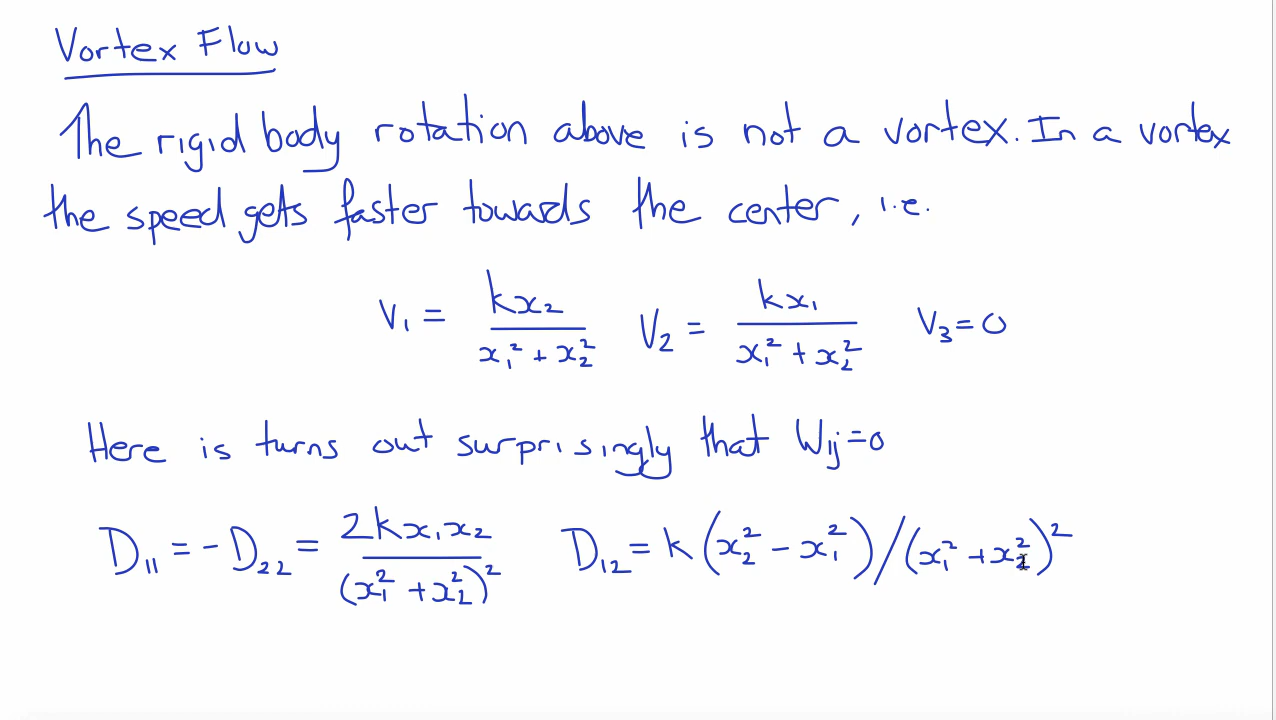 Vortex Flow
The rigid body rotation above is not a vortex. In a vortex
the speed gets faster towards the center, i.e.
V₁ = kx₂ / (x₁² + x₂²) V₂ = kx₁ / (x₁² + x₂²) V₃ = 0
Here is turns out surprisingly that Wij = 0
D₁₁ = -D₂₂ = 2kx₁x₂ / (x₁² + x₂²)² D₁₂ = k(x₂² - x₁²)/(x₁² + x₂²)²